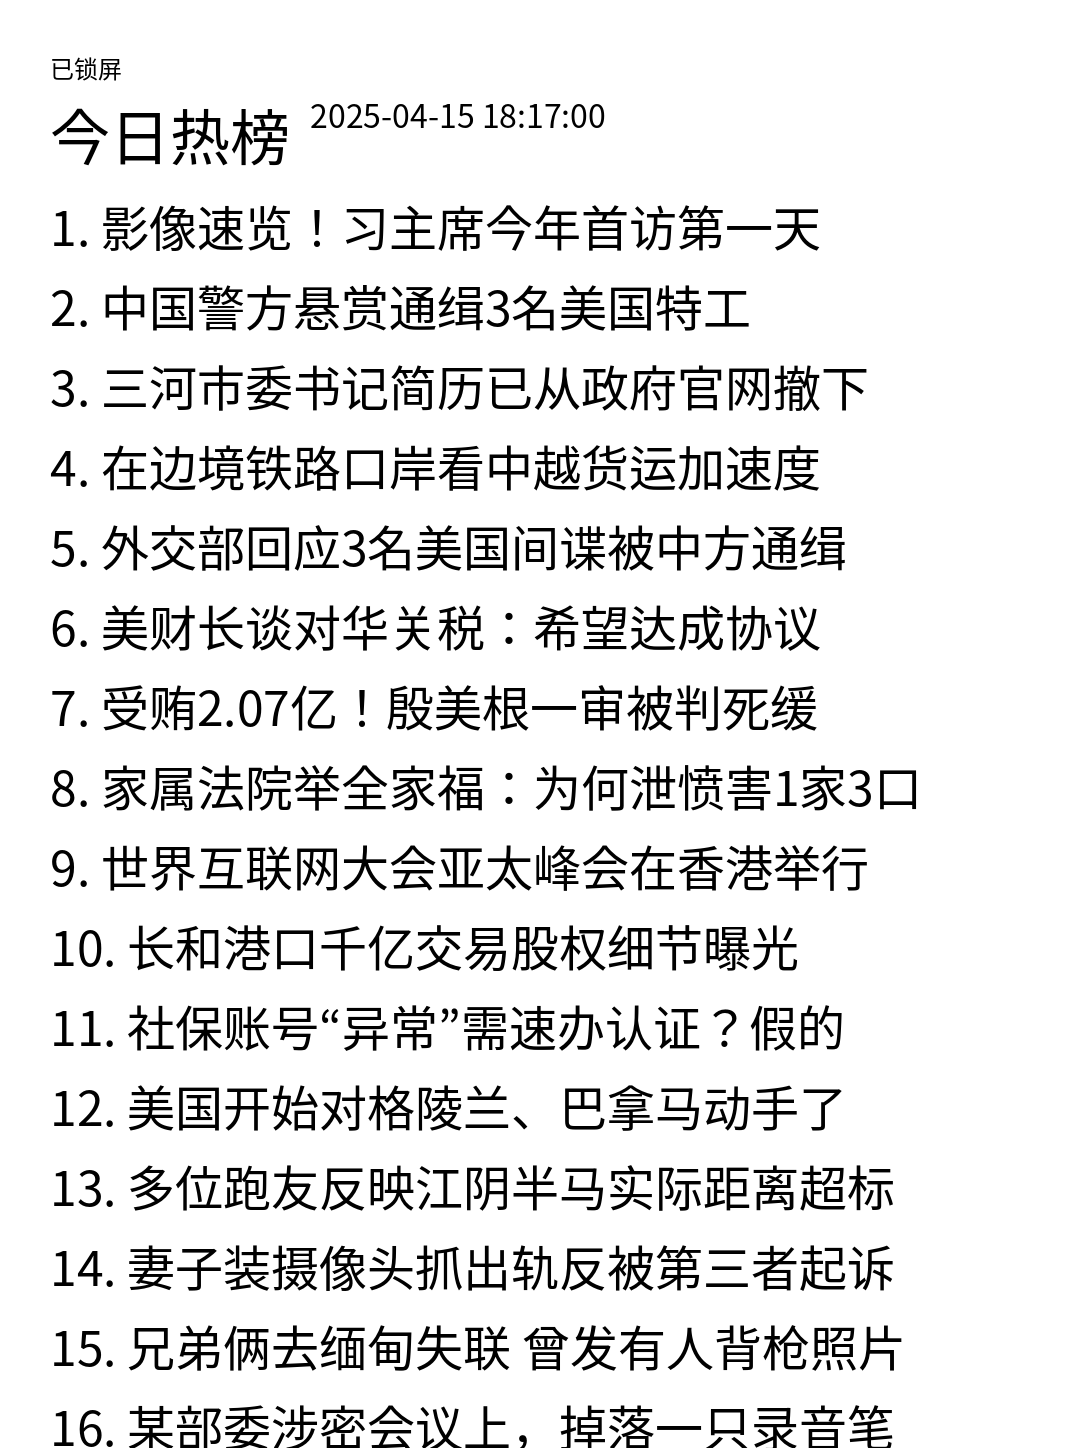 已锁屏
今日热榜 2025-04-15 18:17:00
1. 影像速览！习主席今年首访第一天
2. 中国警方悬赏通缉3名美国特工
3. 三河市委书记简历已从政府官网撤下
4. 在边境铁路口岸看中越货运加速度
5. 外交部回应3名美国间谍被中方通缉
6. 美财长谈对华关税：希望达成协议
7. 受贿2.07亿！殷美根一审被判死缓
8. 家属法院举全家福：为何泄愤害1家3口
9. 世界互联网大会亚太峰会在香港举行
10. 长和港口千亿交易股权细节曝光
11. 社保账号“异常”需速办认证？假的
12. 美国开始对格陵兰、巴拿马动手了
13. 多位跑友反映江阴半马实际距离超标
14. 妻子装摄像头抓出轨反被第三者起诉
15. 兄弟俩去缅甸失联 曾发有人背枪照片
16. 某部委涉密会议上，掉落一只录音笔